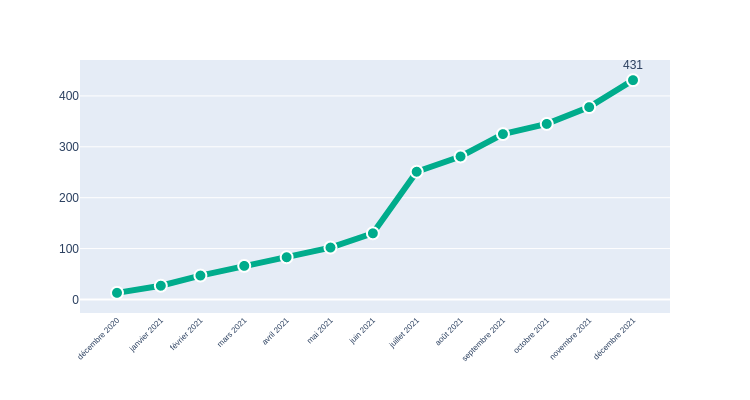 431
400
300
200
100
0
décembre 2020
janvier 2021
février 2021
mars 2021
avril 2021
mai 2021
juin 2021
juillet 2021
août 2021
septembre 2021
octobre 2021
novembre 2021
décembre 2021